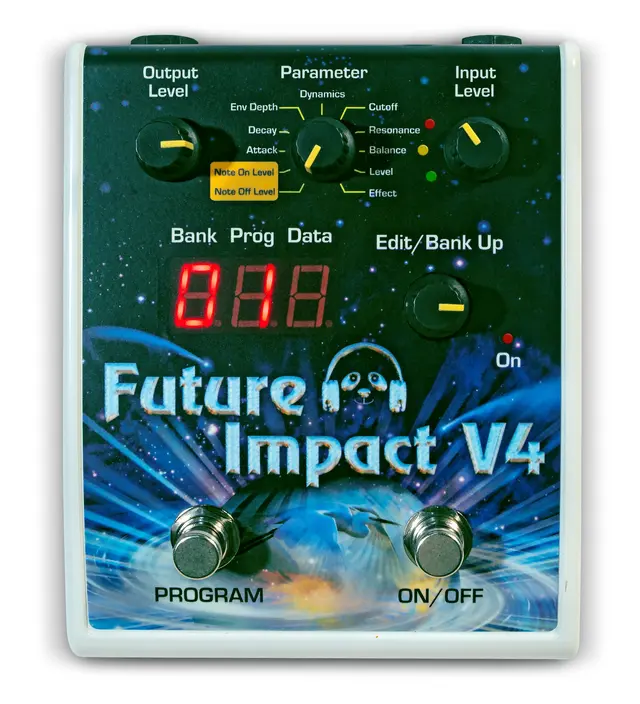 Output Level
Parameter
Input Level
Dynamics
Env Depth
Cutoff
Decay
Resonance
Attack
Balance
Note On Level
Level
Note Off Level
Effect
Bank Prog Data
Edit/Bank Up
01
On
Future
Impact V4
PROGRAM
ON/OFF